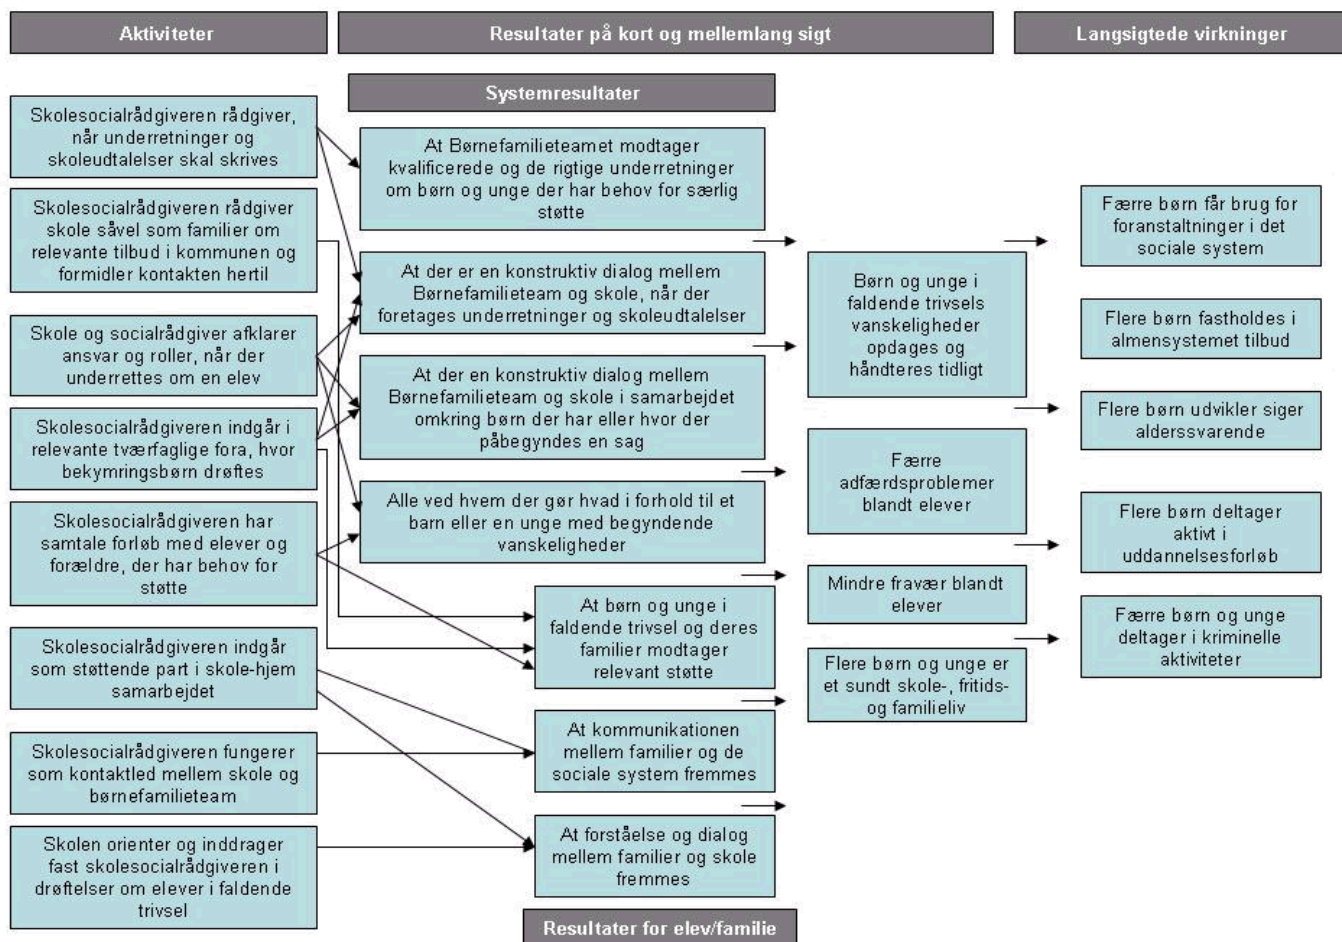 Aktiviteter
Resultater på kort og mellemlang sigt
Langsigtede virkninger
Systemresultater
Skolesocialrådgiveren rådgiver,
når underretninger og
skoleudtalelser skal skrives
Skolesocialrådgiveren rådgiver
skole såvel som familier om
relevante tilbud i kommunen og
formidler kontakten hertil
Skole og socialrådgiver afklarer
ansvar og roller, når der
underrettes om en elev
Skolesocialrådgiveren indgår i
relevante tværfaglige fora, hvor
bekymringsbørn drøftes
Skolesocialrådgiveren har
samtale forløb med elever og
forældre, der har behov for
støtte
Skolesocialrådgiveren indgår
som støttende part i skole-hjem
samarbejdet
Skolesocialrådgiveren fungerer
som kontaktled mellem skole og
børnefamilieteam
Skolen orienter og inddrager
fast skolesocialrådgiveren i
drøftelser om elever i faldende
trivsel
At Børnefamilieteamet modtager
kvalificerede og de rigtige underretninger
om børn og unge der har behov for særlig
støtte
At der er en konstruktiv dialog mellem
Børnefamilieteam og skole, når der
foretages underretninger og skoleudtalelser
At der en konstruktiv dialog mellem
Børnefamilieteam og skole i samarbejdet
omkring børn der har eller hvor der
påbegyndes en sag
Alle ved hvem der gør hvad i forhold til et
barn eller en unge med begyndende
vanskeligheder
At børn og unge i
faldende trivsel og deres
familier modtager
relevant støtte
At kommunikationen
mellem familier og de
sociale system fremmes
At forståelse og dialog
mellem familier og skole
fremmes
Resultater for elev/familie
Børn og unge i
faldende trivsels
vanskeligheder
opdages og
håndteres tidligt
Færre
adfærdsproblemer
blandt elever
Mindre fravær blandt
elever
Flere børn og unge er
et sundt skole-, fritids-
og familieliv
Færre børn får brug for
foranstaltninger i det
sociale system
Flere børn fastholdes i
almensystemet tilbud
Flere børn udvikler siger
alderssvarende
Flere børn deltager
aktivt i
uddannelsesforløb
Færre børn og unge
deltager i kriminelle
aktiviteter